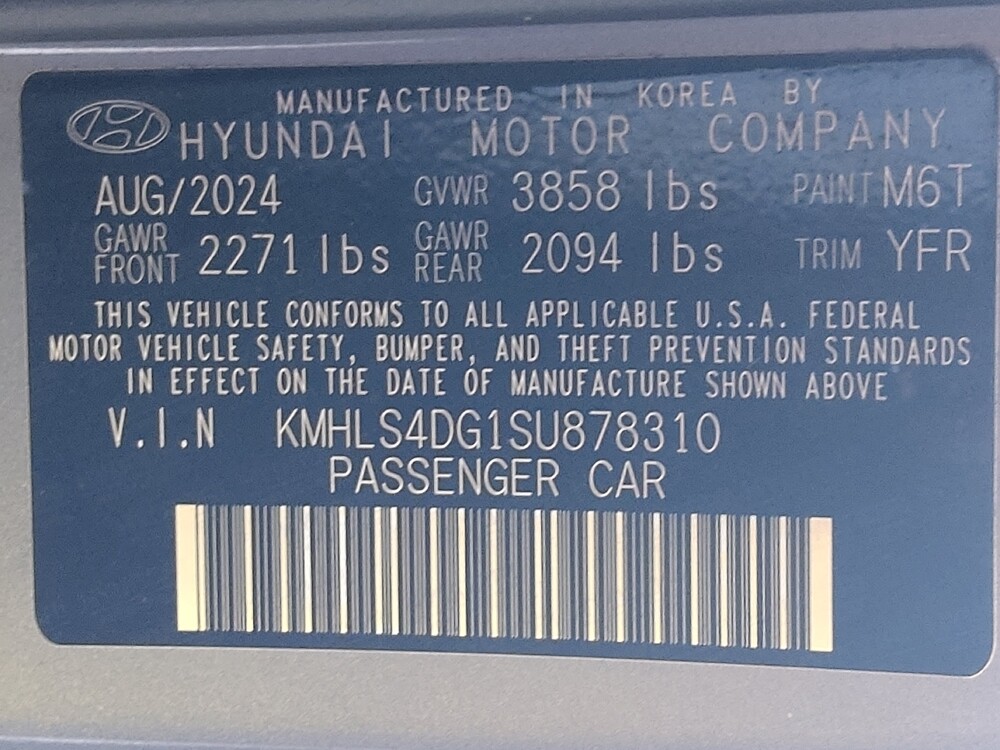 MANUFACTURED IN KOREA BY
HYUNDAI MOTOR COMPANY
AUG/2024 GVWR 3858 lbs PAINT M6T
GAWR FRONT 2271 lbs GAWR REAR 2094 lbs TRIM YFR
THIS VEHICLE CONFORMS TO ALL APPLICABLE U.S.A. FEDERAL
MOTOR VEHICLE SAFETY, BUMPER, AND THEFT PREVENTION STANDARDS
IN EFFECT ON THE DATE OF MANUFACTURE SHOWN ABOVE
V.I.N KMHLS4DG1SU878310
PASSENGER CAR